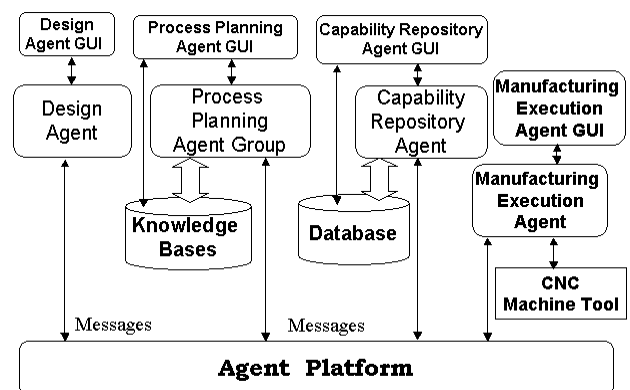 Design
Agent GUI
Process Planning
Agent GUI
Capability Repository
Agent GUI
Manufacturing
Execution
Agent GUI
Design
Agent
Process
Planning
Agent Group
Capability
Repository
Agent
Manufacturing
Execution
Agent
Knowledge
Bases
Database
CNC
Machine Tool
Messages
Messages
Agent Platform